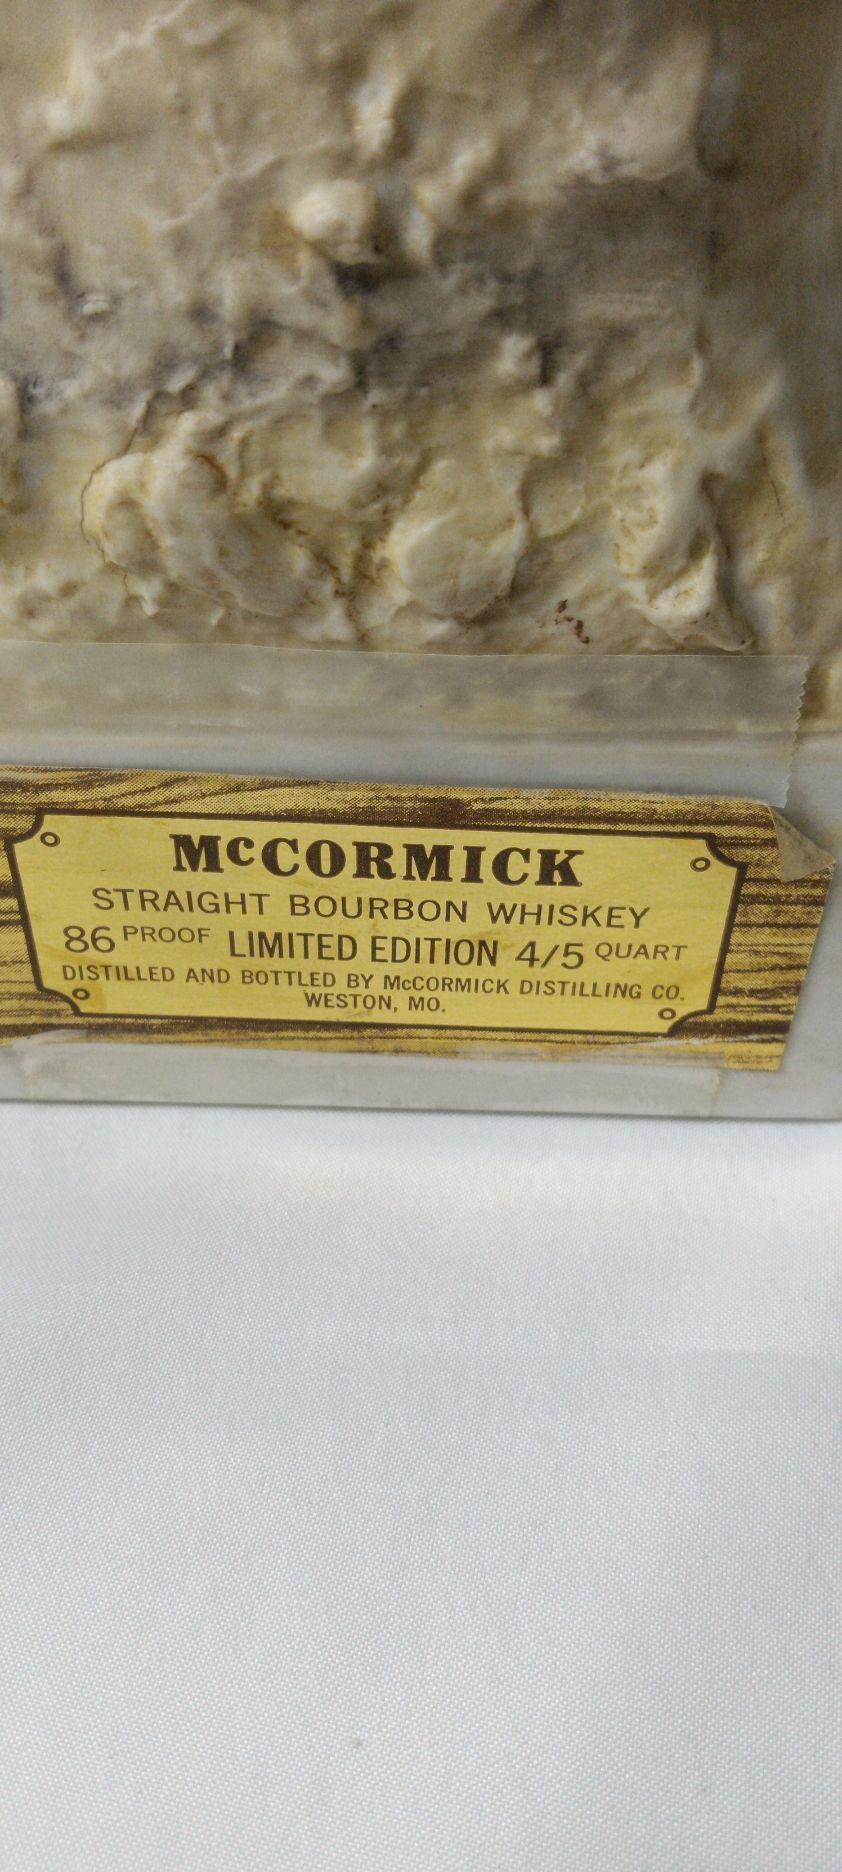 McCORMICK
STRAIGHT BOURBON WHISKEY
86 PROOF LIMITED EDITION 4/5 QUART
DISTILLED AND BOTTLED BY McCORMICK DISTILLING CO.
WESTON, MO.